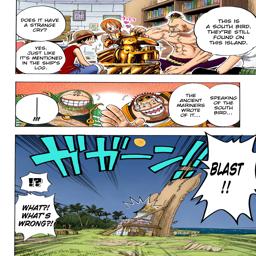 THIS IS
A SOUTH
BIRD.
THEY'RE STILL
FOUND ON
THIS ISLAND.
DOES IT HAVE
A STRANGE
CRY?
YES.
JUST LIKE
IT'S MENTIONED
IN THE SHIP'S
LOG.
SPEAKING
OF THE
SOUTH
BIRD...
THE
ANCIENT
MARINERS
WROTE
OF IT...
!
ガガーン!!
BLAST
!!
!?
WHAT?!
WHAT'S
WRONG?!